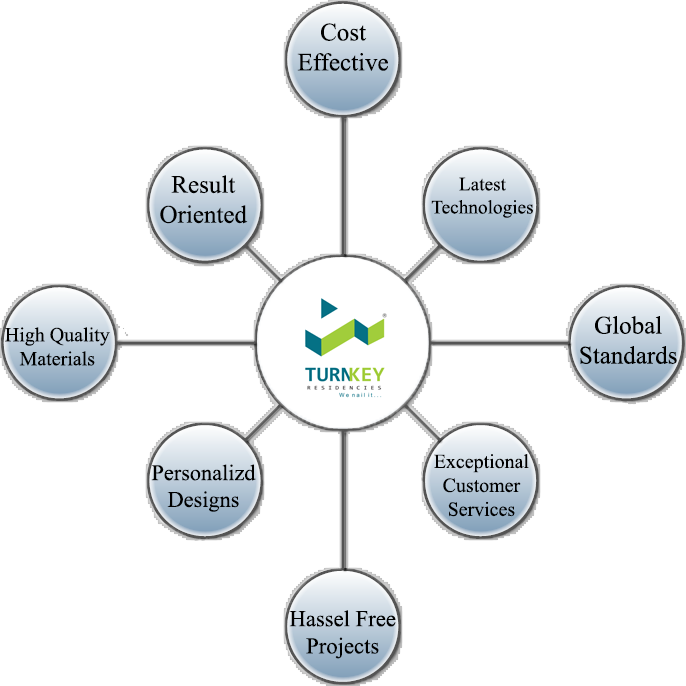 Cost
Effective
Result
Oriented
Latest
Technologies
High Quality
Materials
®
TURNKEY
RESIDENCIES
We nail it...
Global
Standards
Personalizd
Designs
Exceptional
Customer
Services
Hassel Free
Projects